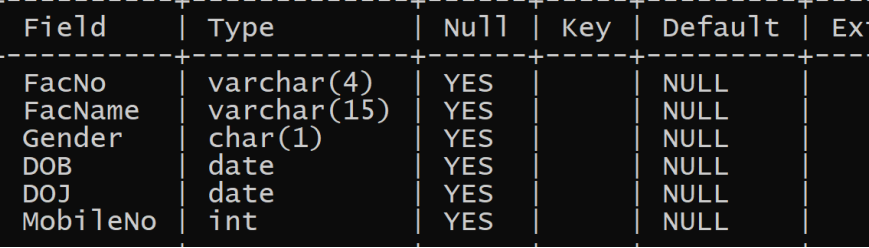 Field | Type | Null | Key | Default | Ex
FacNo | varchar(4) | YES | | NULL |
FacName | varchar(15) | YES | | NULL |
Gender | char(1) | YES | | NULL |
DOB | date | YES | | NULL |
DOJ | date | YES | | NULL |
MobileNo | int | YES | | NULL |